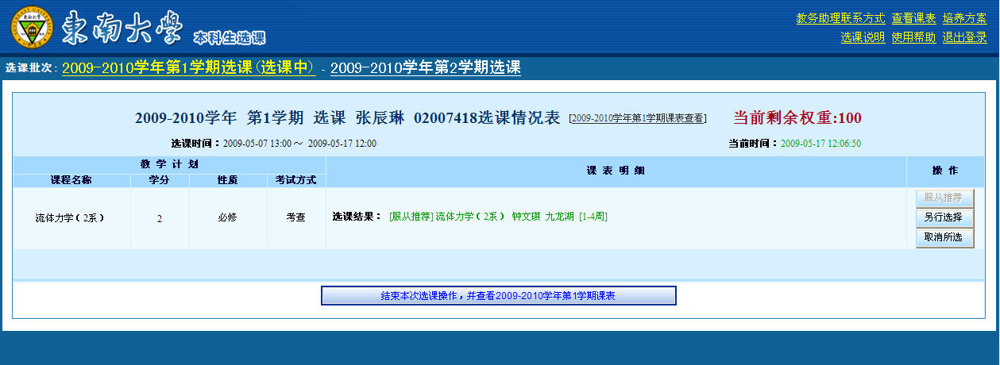 东南大学 本科生选课
教务助理联系方式 查看课表 培养方案
选课说明 使用帮助 退出登录
选课批次: 2009-2010学年第1学期选课(选课中) - 2009-2010学年第2学期选课
2009-2010学年 第1学期 选课 张辰琳 02007418选课情况表 [2009-2010学年第1学期课表查看] 当前剩余权重:100
选课时间：2009-05-07 13:00 ～ 2009-05-17 12:00 当前时间：2009-05-17 12:06:50
教 学 计 划 课 表 明 细 操 作
课程名称 学分 性质 考试方式
流体力学（2系） 2 必修 考查 选课结果： [服从推荐] 流体力学（2系） 钟文琪 九龙湖 [1-4周]
服从推荐
另行选择
取消所选
结束本次选课操作，并查看2009-2010学年第1学期课表